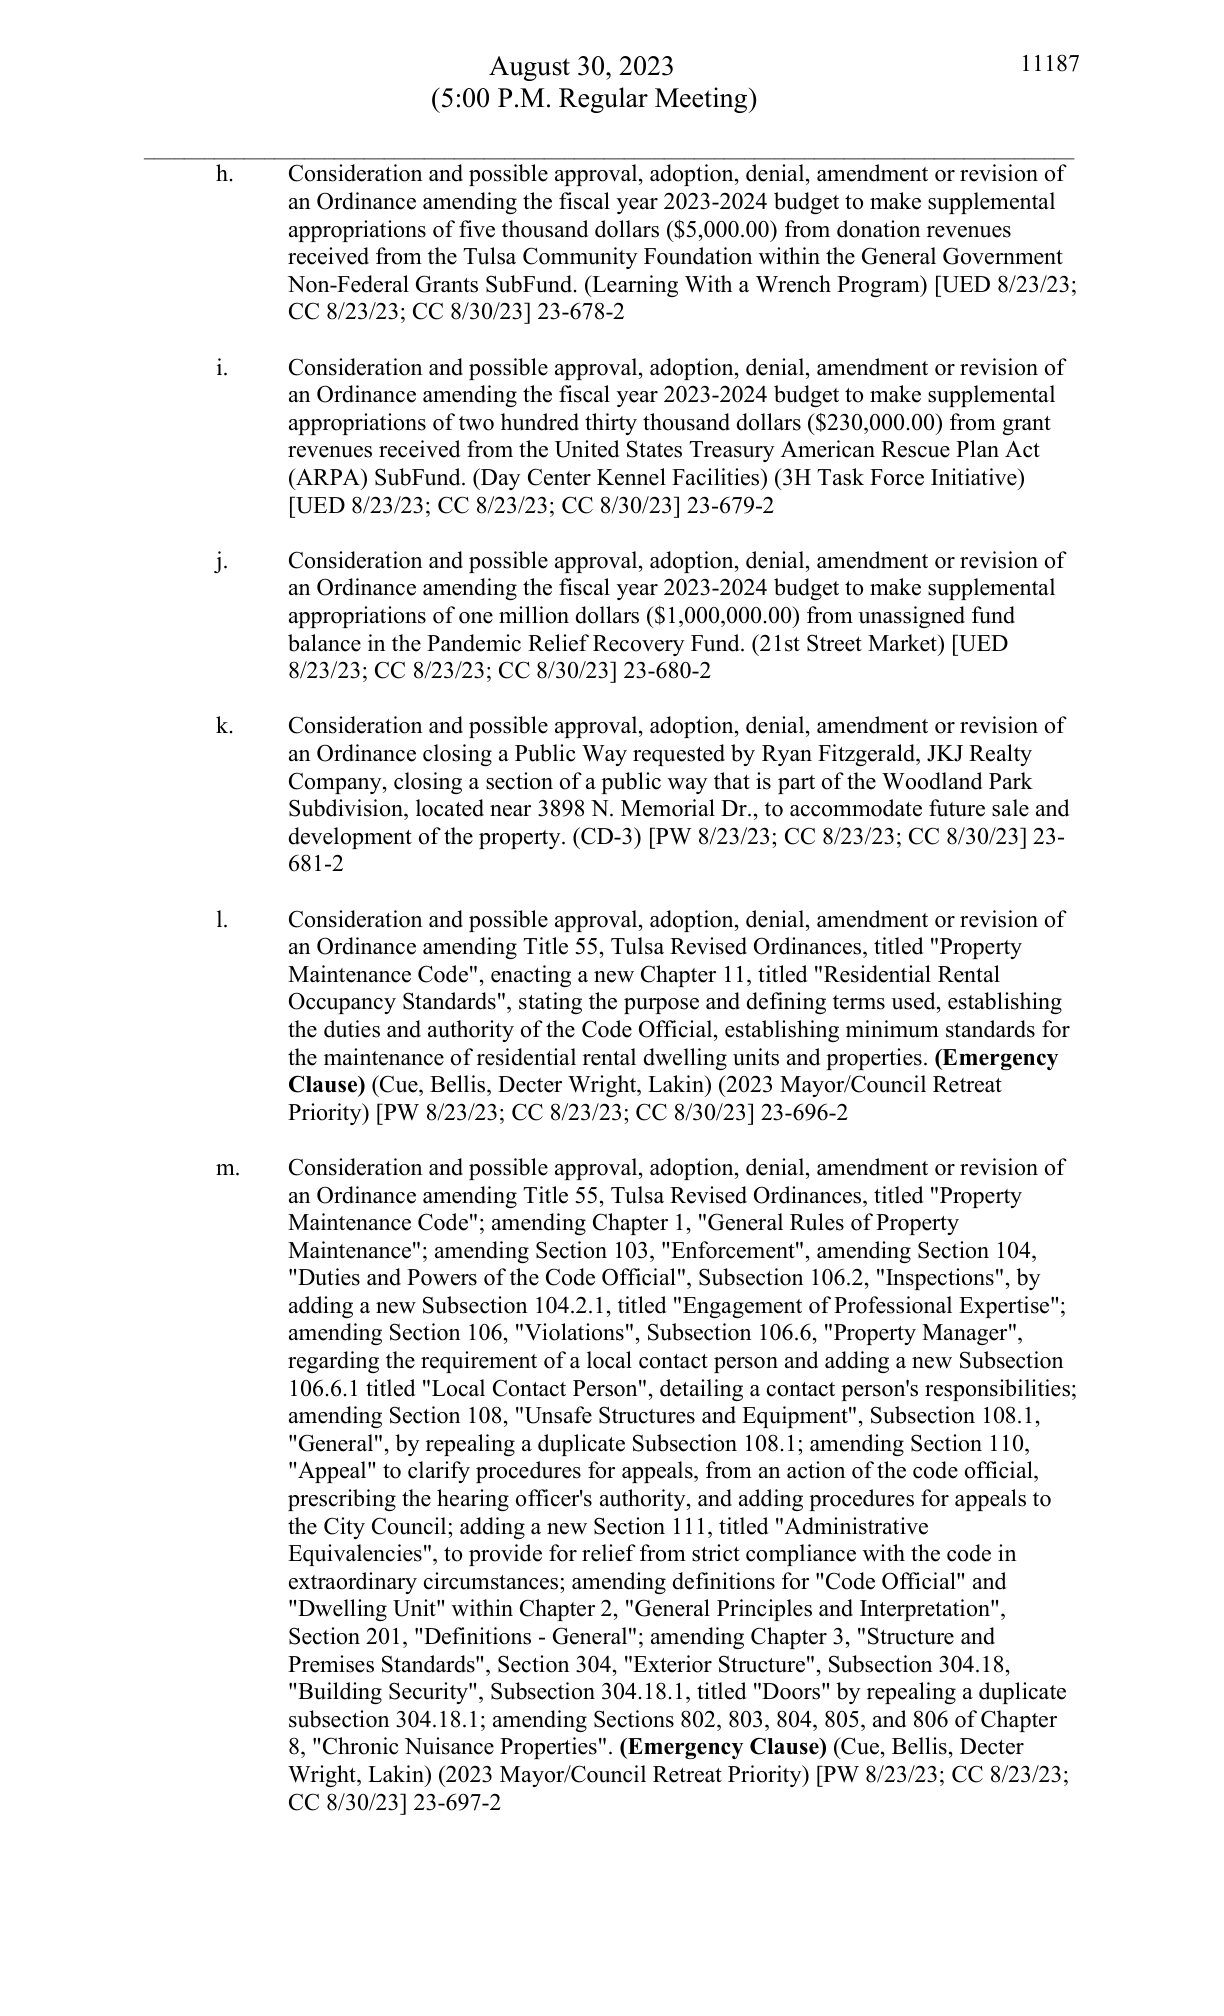 August 30, 2023
11187
(5:00 P.M. Regular Meeting)
h. Consideration and possible approval, adoption, denial, amendment or revision of
an Ordinance amending the fiscal year 2023-2024 budget to make supplemental
appropriations of five thousand dollars ($5,000.00) from donation revenues
received from the Tulsa Community Foundation within the General Government
Non-Federal Grants SubFund. (Learning With a Wrench Program) [UED 8/23/23;
CC 8/23/23; CC 8/30/23] 23-678-2
i. Consideration and possible approval, adoption, denial, amendment or revision of
an Ordinance amending the fiscal year 2023-2024 budget to make supplemental
appropriations of two hundred thirty thousand dollars ($230,000.00) from grant
revenues received from the United States Treasury American Rescue Plan Act
(ARPA) SubFund. (Day Center Kennel Facilities) (3H Task Force Initiative)
[UED 8/23/23; CC 8/23/23; CC 8/30/23] 23-679-2
j. Consideration and possible approval, adoption, denial, amendment or revision of
an Ordinance amending the fiscal year 2023-2024 budget to make supplemental
appropriations of one million dollars ($1,000,000.00) from unassigned fund
balance in the Pandemic Relief Recovery Fund. (21st Street Market) [UED
8/23/23; CC 8/23/23; CC 8/30/23] 23-680-2
k. Consideration and possible approval, adoption, denial, amendment or revision of
an Ordinance closing a Public Way requested by Ryan Fitzgerald, JKJ Realty
Company, closing a section of a public way that is part of the Woodland Park
Subdivision, located near 3898 N. Memorial Dr., to accommodate future sale and
development of the property. (CD-3) [PW 8/23/23; CC 8/23/23; CC 8/30/23] 23-
681-2
l. Consideration and possible approval, adoption, denial, amendment or revision of
an Ordinance amending Title 55, Tulsa Revised Ordinances, titled "Property
Maintenance Code", enacting a new Chapter 11, titled "Residential Rental
Occupancy Standards", stating the purpose and defining terms used, establishing
the duties and authority of the Code Official, establishing minimum standards for
the maintenance of residential rental dwelling units and properties. (Emergency
Clause) (Cue, Bellis, Decter Wright, Lakin) (2023 Mayor/Council Retreat
Priority) [PW 8/23/23; CC 8/23/23; CC 8/30/23] 23-696-2
m. Consideration and possible approval, adoption, denial, amendment or revision of
an Ordinance amending Title 55, Tulsa Revised Ordinances, titled "Property
Maintenance Code"; amending Chapter 1, "General Rules of Property
Maintenance"; amending Section 103, "Enforcement", amending Section 104,
"Duties and Powers of the Code Official", Subsection 106.2, "Inspections", by
adding a new Subsection 104.2.1, titled "Engagement of Professional Expertise";
amending Section 106, "Violations", Subsection 106.6, "Property Manager",
regarding the requirement of a local contact person and adding a new Subsection
106.6.1 titled "Local Contact Person", detailing a contact person's responsibilities;
amending Section 108, "Unsafe Structures and Equipment", Subsection 108.1,
"General", by repealing a duplicate Subsection 108.1; amending Section 110,
"Appeal" to clarify procedures for appeals, from an action of the code official,
prescribing the hearing officer's authority, and adding procedures for appeals to
the City Council; adding a new Section 111, titled "Administrative
Equivalencies", to provide for relief from strict compliance with the code in
extraordinary circumstances; amending definitions for "Code Official" and
"Dwelling Unit" within Chapter 2, "General Principles and Interpretation",
Section 201, "Definitions - General"; amending Chapter 3, "Structure and
Premises Standards", Section 304, "Exterior Structure", Subsection 304.18,
"Building Security", Subsection 304.18.1, titled "Doors" by repealing a duplicate
subsection 304.18.1; amending Sections 802, 803, 804, 805, and 806 of Chapter
8, "Chronic Nuisance Properties". (Emergency Clause) (Cue, Bellis, Decter
Wright, Lakin) (2023 Mayor/Council Retreat Priority) [PW 8/23/23; CC 8/23/23;
CC 8/30/23] 23-697-2